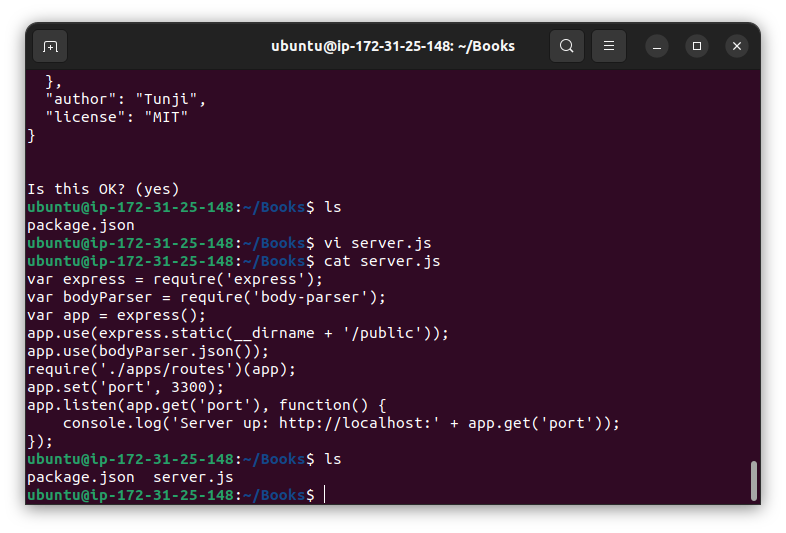 ubuntu@ip-172-31-25-148: ~/Books
  },
  "author": "Tunji",
  "license": "MIT"
}
Is this OK? (yes)
ubuntu@ip-172-31-25-148:~/Books$ ls
package.json
ubuntu@ip-172-31-25-148:~/Books$ vi server.js
ubuntu@ip-172-31-25-148:~/Books$ cat server.js
var express = require('express');
var bodyParser = require('body-parser');
var app = express();
app.use(express.static(__dirname + '/public'));
app.use(bodyParser.json());
require('./apps/routes')(app);
app.set('port', 3300);
app.listen(app.get('port'), function() {
    console.log('Server up: http://localhost:' + app.get('port'));
});
ubuntu@ip-172-31-25-148:~/Books$ ls
package.json  server.js
ubuntu@ip-172-31-25-148:~/Books$